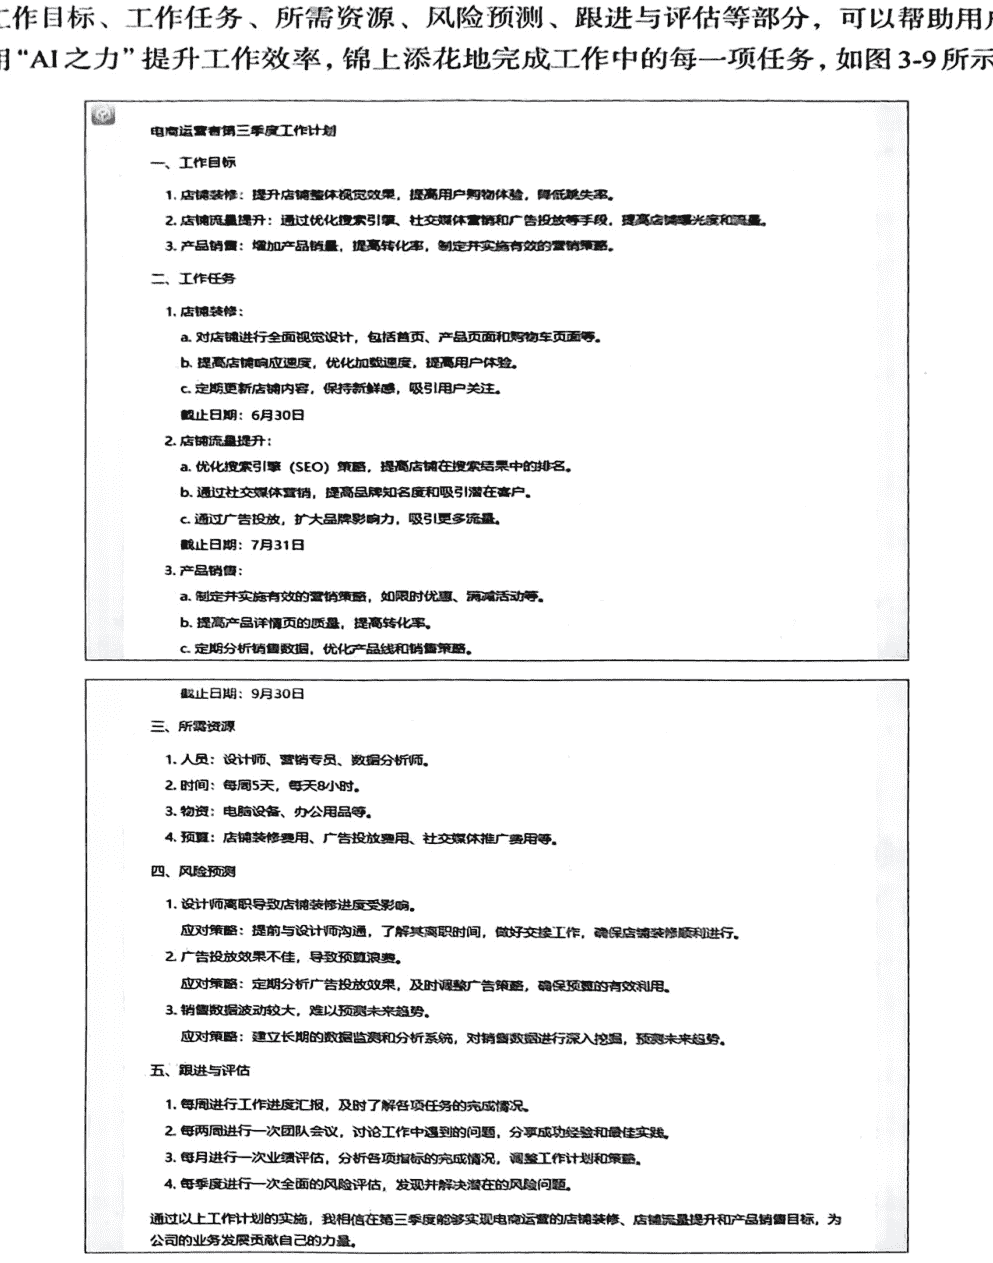 工作目标、工作任务、所需资源、风险预测、跟进与评估等部分，可以帮助用户
用“AI之力”提升工作效率，锦上添花地完成工作中的每一项任务，如图3-9所示
电商运营者第三季度工作计划
一、工作目标
1. 店铺装修：提升店铺整体视觉效果，提高用户购物体验，降低跳失率。
2. 店铺流量提升：通过优化搜索引擎、社交媒体营销和广告投放等手段，提高店铺曝光度和流量。
3. 产品销售：增加产品销量，提高转化率，制定并实施有效的营销策略。
二、工作任务
1. 店铺装修：
a. 对店铺进行全面视觉设计，包括首页、产品页面和购物车页面等。
b. 提高店铺响应速度，优化加载速度，提高用户体验。
c. 定期更新店铺内容，保持新鲜感，吸引用户关注。
截止日期：6月30日
2. 店铺流量提升：
a. 优化搜索引擎（SEO）策略，提高店铺在搜索结果中的排名。
b. 通过社交媒体营销，提高品牌知名度和吸引潜在客户。
c. 通过广告投放，扩大品牌影响力，吸引更多流量。
截止日期：7月31日
3. 产品销售：
a. 制定并实施有效的营销策略，如限时优惠、满减活动等。
b. 提高产品详情页的质量，提高转化率。
c. 定期分析销售数据，优化产品线和销售策略。
截止日期：9月30日
三、所需资源
1. 人员：设计师、营销专员、数据分析师。
2. 时间：每周5天，每天8小时。
3. 物资：电脑设备、办公用品等。
4. 预算：店铺装修费用、广告投放费用、社交媒体推广费用等。
四、风险预测
1. 设计师离职导致店铺装修进度受影响。
应对策略：提前与设计师沟通，了解其离职时间，做好交接工作，确保店铺装修顺利进行。
2. 广告投放效果不佳，导致预算浪费。
应对策略：定期分析广告投放效果，及时调整广告策略，确保预算的有效利用。
3. 销售数据波动较大，难以预测未来趋势。
应对策略：建立长期的数据监测和分析系统，对销售数据进行深入挖掘，预测未来趋势。
五、跟进与评估
1. 每周进行工作进度汇报，及时了解各项任务的完成情况。
2. 每两周进行一次团队会议，讨论工作中遇到的问题，分享成功经验和最佳实践。
3. 每月进行一次业绩评估，分析各项指标的完成情况，调整工作计划和策略。
4. 每季度进行一次全面的风险评估，发现并解决潜在的风险问题。
通过以上工作计划的实施，我相信在第三季度能够实现电商运营的店铺装修、店铺流量提升和产品销售目标，为
公司的业务发展贡献自己的力量。